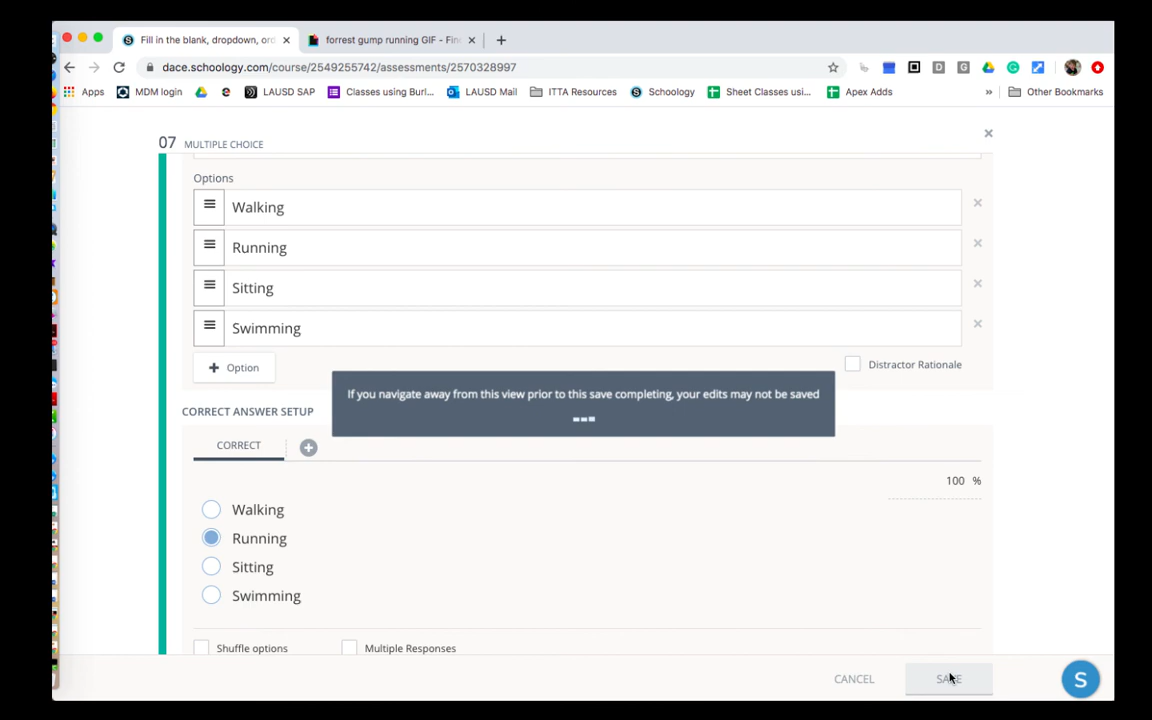 Fill in the blank, dropdown, ord
forrest gump running GIF - Fin
dace.schoology.com/course/2549255742/assessments/2570328997
Apps
MDM login
LAUSD SAP
Classes using Burl...
LAUSD Mail
ITTA Resources
Schoology
Sheet Classes usi...
Apex Adds
»
Other Bookmarks
07 MULTIPLE CHOICE
Options
Walking
Running
Sitting
Swimming
+ Option
Distractor Rationale
If you navigate away from this view prior to this save completing, your edits may not be saved
CORRECT ANSWER SETUP
CORRECT
100 %
Walking
Running
Sitting
Swimming
Shuffle options
Multiple Responses
CANCEL
SAVE
S